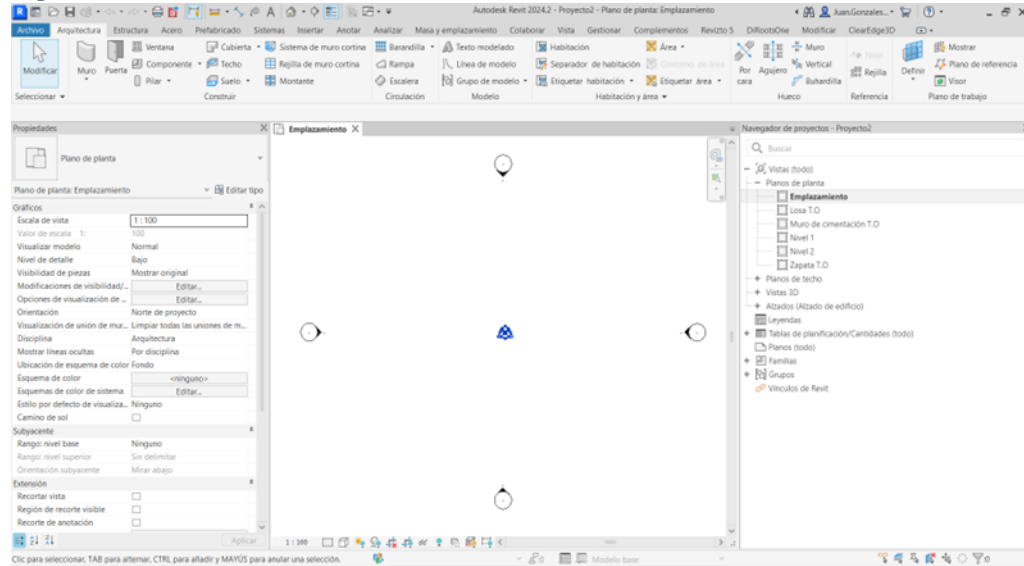 Autodesk Revit 2024.2 - Proyecto2 - Plano de planta: Emplazamiento
Juan.Gonzales...
Archivo Arquitectura Estructura Acero Prefabricado Sistemas Insertar Anotar Analizar Masa y emplazamiento Colaborar Vista Gestionar Complementos Revizto 5 DiRootsOne Modificar ClearEdge3D
Modificar
Muro
Puerta
Ventana
Componente
Pilar
Cubierta
Techo
Suelo
Sistema de muro cortina
Rejilla de muro cortina
Montante
Barandilla
Rampa
Escalera
Texto modelado
Línea de modelo
Grupo de modelo
Habitación
Separador de habitación
Etiquetar habitación
Área
Etiquetar área
Por cara
Agujero
Muro
Vertical
Buhardilla
Rejilla
Definir
Mostrar
Plano de referencia
Visor
Seleccionar Construir Circulación Modelo Habitación y área Hueco Referencia Plano de trabajo
Propiedades
Plano de planta
Plano de planta: Emplazamiento Editar tipo
Gráficos
Escala de vista 1 : 100
Valor de escala 1: 100
Visualizar modelo Normal
Nivel de detalle Bajo
Visibilidad de piezas Mostrar original
Modificaciones de visibilidad/... Editar...
Opciones de visualización de ... Editar...
Orientación Norte de proyecto
Visualización de unión de mur... Limpiar todas las uniones de m...
Disciplina Arquitectura
Mostrar líneas ocultas Por disciplina
Ubicación de esquema de color Fondo
Esquema de color <ninguno>
Esquemas de color de sistema Editar...
Estilo por defecto de visualiza... Ninguno
Camino de sol
Subyacente
Rango: nivel base Ninguno
Rango: nivel superior Sin delimitar
Orientación subyacente Mirar abajo
Extensión
Recortar vista
Región de recorte visible
Recorte de anotación
Aplicar
Emplazamiento
1 : 100
Navegador de proyectos - Proyecto2
Buscar
Vistas (todo)
Planos de planta
Emplazamiento
Losa T.O
Muro de cimentación T.O
Nivel 1
Nivel 2
Zapata T.O
Planos de techo
Vistas 3D
Alzados (Alzado de edificio)
Leyendas
Tablas de planificación/Cantidades (todo)
Planos (todo)
Familias
Grupos
Vínculos de Revit
Clic para seleccionar, TAB para alternar, CTRL para añadir y MAYÚS para anular una selección.
:0
Modelo base
:0